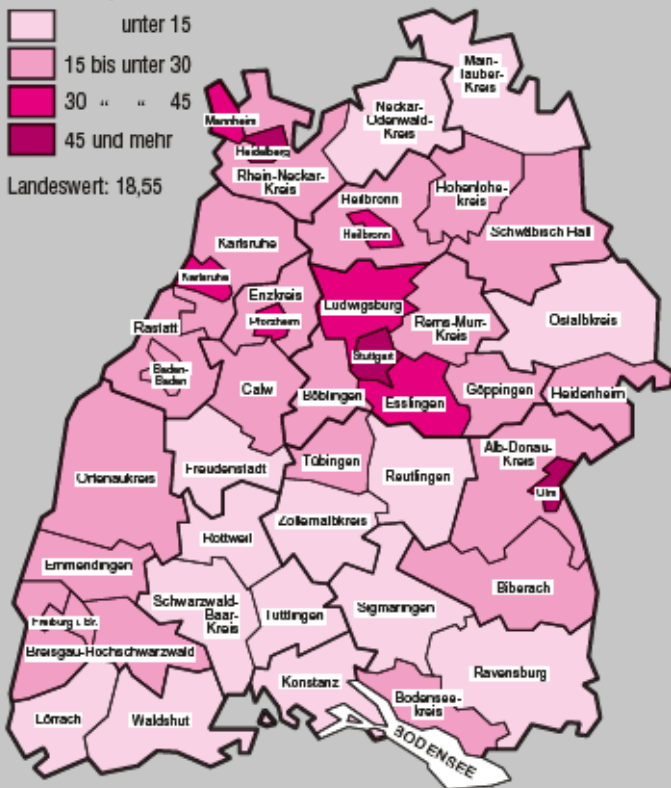 unter 15
15 bis unter 30
30 “ “ 45
45 und mehr
Landeswert: 18,55
Main-
Tauber-
Kreis
Neckar-
Odenwald-
Kreis
Mannheim
Heidelberg
Rhein-Neckar-
Kreis
Hohenlohe-
kreis
Heilbronn
Heilbronn
Schwäbisch Hall
Karlsruhe
Karlsruhe
Enzkreis
Pforzheim
Ludwigsburg
Rems-Murr-
Kreis
Ostalbkreis
Rastatt
Baden-
Baden
Stuttgart
Calw
Böblingen
Esslingen
Göppingen
Heidenheim
Alb-Donau-
Kreis
Ulm
Ortenaukreis
Freudenstadt
Tübingen
Reutlingen
Zollernalbkreis
Rottweil
Emmendingen
Biberach
Schwarzwald-
Baar-
Kreis
Tuttlingen
Sigmaringen
Freiburg i. Br.
Breisgau-Hochschwarzwald
Ravensburg
Konstanz
Bodensee-
kreis
Lörrach
Waldshut
BODENSEE